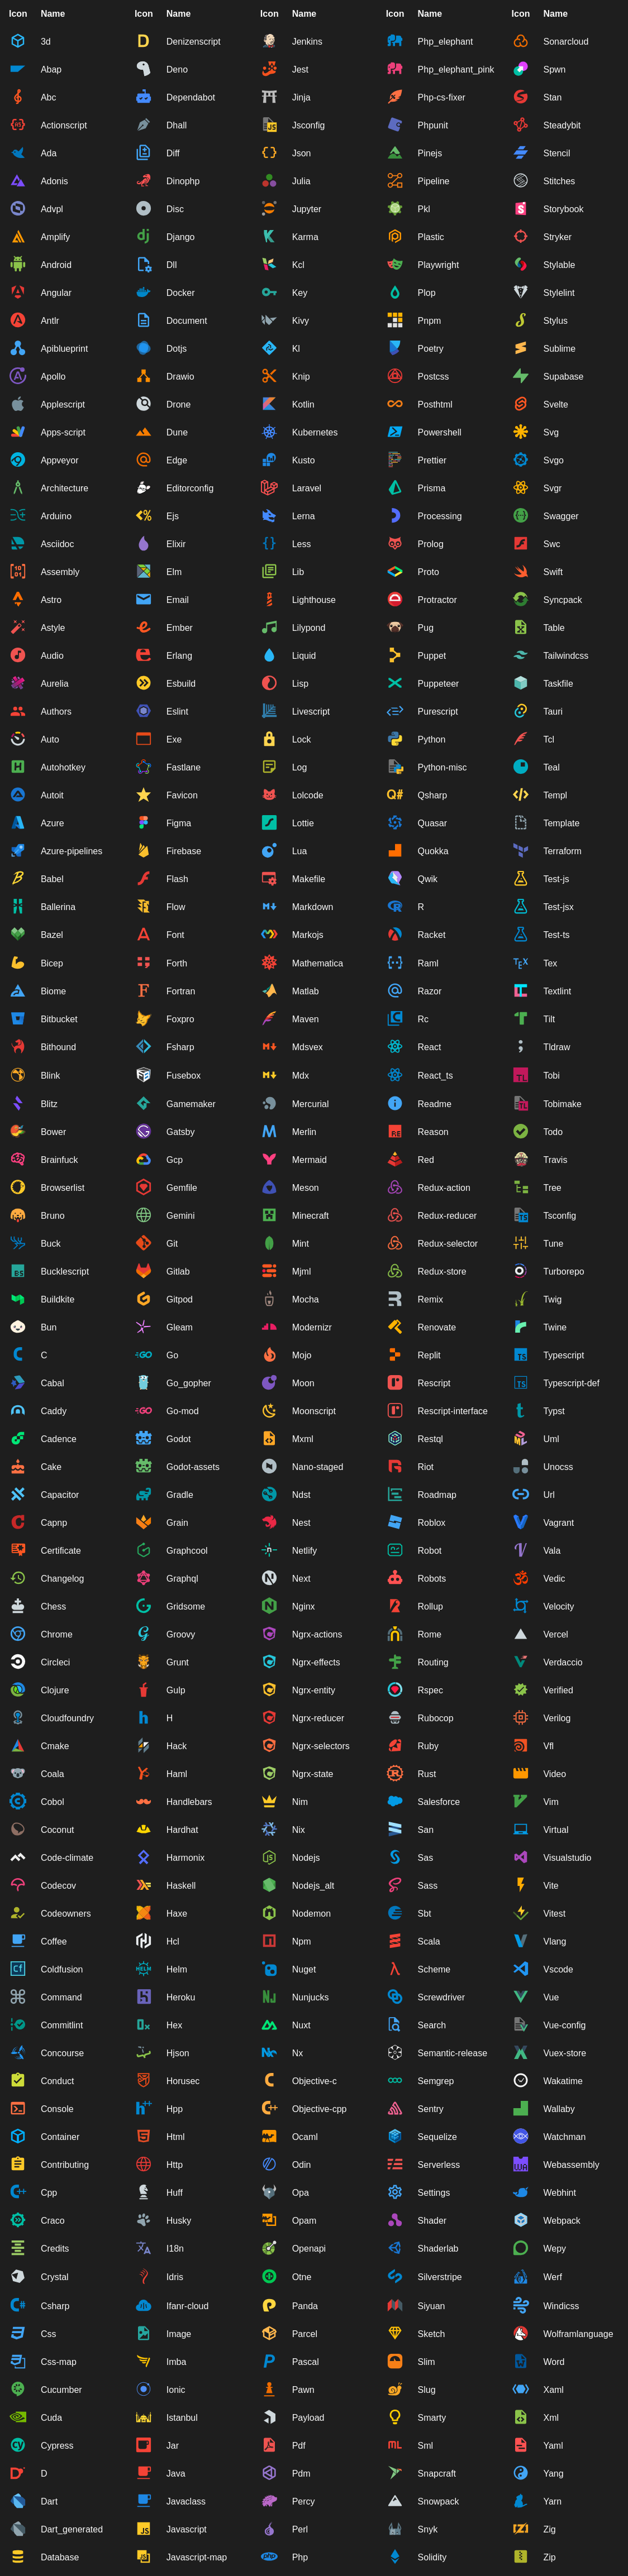 Icon Name Icon Name Icon Name Icon Name Icon Name
3d Denizenscript Jenkins Php_elephant Sonarcloud
Abap Deno Jest Php_elephant_pink Spwn
Abc Dependabot Jinja Php-cs-fixer Stan
Actionscript Dhall Jsconfig Phpunit Steadybit
Ada Diff Json Pinejs Stencil
Adonis Dinophp Julia Pipeline Stitches
Advpl Disc Jupyter Pkl Storybook
Amplify Django Karma Plastic Stryker
Android Dll Kcl Playwright Stylable
Angular Docker Key Plop Stylelint
Antlr Document Kivy Pnpm Stylus
Apiblueprint Dotjs Kl Poetry Sublime
Apollo Drawio Knip Postcss Supabase
Applescript Drone Kotlin Posthtml Svelte
Apps-script Dune Kubernetes Powershell Svg
Appveyor Edge Kusto Prettier Svgo
Architecture Editorconfig Laravel Prisma Svgr
Arduino Ejs Lerna Processing Swagger
Asciidoc Elixir Less Prolog Swc
Assembly Elm Lib Proto Swift
Astro Email Lighthouse Protractor Syncpack
Astyle Ember Lilypond Pug Table
Audio Erlang Liquid Puppet Tailwindcss
Aurelia Esbuild Lisp Puppeteer Taskfile
Authors Eslint Livescript Purescript Tauri
Auto Exe Lock Python Tcl
Autohotkey Fastlane Log Python-misc Teal
Autoit Favicon Lolcode Qsharp Templ
Azure Figma Lottie Quasar Template
Azure-pipelines Firebase Lua Quokka Terraform
Babel Flash Makefile Qwik Test-js
Ballerina Flow Markdown R Test-jsx
Bazel Font Markojs Racket Test-ts
Bicep Forth Mathematica Raml Tex
Biome Fortran Matlab Razor Textlint
Bitbucket Foxpro Maven Rc Tilt
Bithound Fsharp Mdsvex React Tldraw
Blink Fusebox Mdx React_ts Tobi
Blitz Gamemaker Mercurial Readme Tobimake
Bower Gatsby Merlin Reason Todo
Brainfuck Gcp Mermaid Red Travis
Browserlist Gemfile Meson Redux-action Tree
Bruno Gemini Minecraft Redux-reducer Tsconfig
Buck Git Mint Redux-selector Tune
Bucklescript Gitlab Mjml Redux-store Turborepo
Buildkite Gitpod Mocha Remix Twig
Bun Gleam Modernizr Renovate Twine
C Go Mojo Replit Typescript
Cabal Go_gopher Moon Rescript Typescript-def
Caddy Go-mod Moonscript Rescript-interface Typst
Cadence Godot Mxml Restql Uml
Cake Godot-assets Nano-staged Riot Unocss
Capacitor Gradle Ndst Roadmap Url
Capnp Grain Nest Roblox Vagrant
Certificate Graphcool Netlify Robot Vala
Changelog Graphql Next Robots Vedic
Chess Gridsome Nginx Rollup Velocity
Chrome Groovy Ngrx-actions Rome Vercel
Circleci Grunt Ngrx-effects Routing Verdaccio
Clojure Gulp Ngrx-entity Rspec Verified
Cloudfoundry H Ngrx-reducer Rubocop Verilog
Cmake Hack Ngrx-selectors Ruby Vfl
Coala Haml Ngrx-state Rust Video
Cobol Handlebars Nim Salesforce Vim
Coconut Hardhat Nix San Virtual
Code-climate Harmonix Nodejs Sas Visualstudio
Codecov Haskell Nodejs_alt Sass Vite
Codeowners Haxe Nodemon Sbt Vitest
Coffee Hcl Npm Scala Vlang
Coldfusion Helm Nuget Scheme Vscode
Command Heroku Nunjucks Screwdriver Vue
Commitlint Hex Nuxt Search Vue-config
Concourse Hjson Nx Semantic-release Vuex-store
Conduct Horusec Objective-c Semgrep Wakatime
Console Hpp Objective-cpp Sentry Wallaby
Container Html Ocaml Sequelize Watchman
Contributing Http Odin Serverless Webassembly
Cpp Huff Opa Settings Webhint
Craco Husky Opam Shader Webpack
Credits I18n Openapi Shaderlab Wepy
Crystal Idris Otne Silverstripe Werf
Csharp Ifanr-cloud Panda Siyuan Windicss
Css Image Parcel Sketch Wolframlanguage
Css-map Imba Pascal Slim Word
Cucumber Ionic Pawn Slug Xaml
Cuda Istanbul Payload Smarty Xml
Cypress Jar Pdf Sml Yaml
D Java Pdm Snapcraft Yang
Dart Javaclass Percy Snowpack Yarn
Dart_generated Javascript Perl Snyk Zig
Database Javascript-map Php Solidity Zip